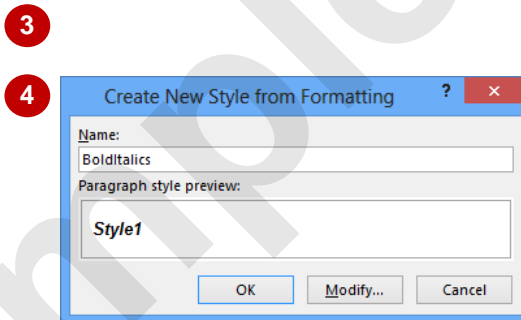 3
4
Create New Style from Formatting ? ×
Name:
BoldItalics
Paragraph style preview:
Style1
OK Modify... Cancel